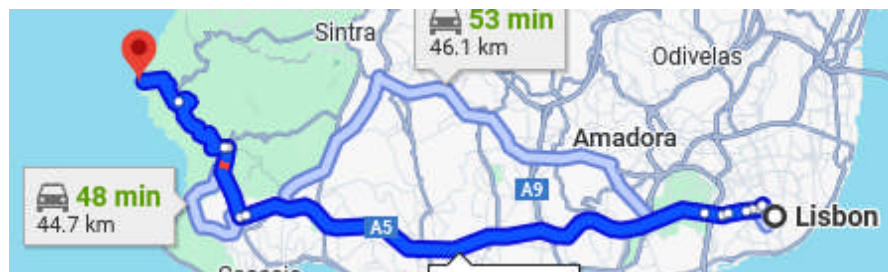 53 min
46.1 km
Sintra
Odivelas
Amadora
A9
48 min
44.7 km
A5
Lisbon